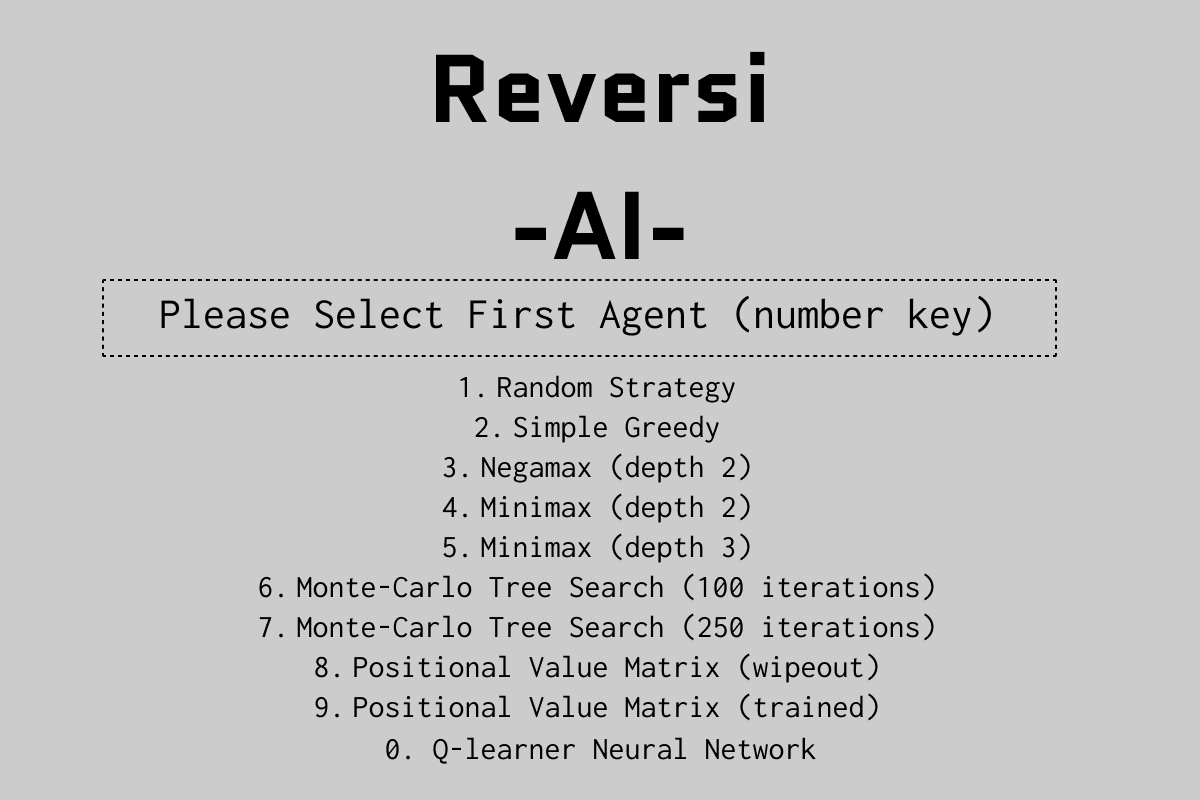 Reversi
-AI-
Please Select First Agent (number key)
1. Random Strategy
2. Simple Greedy
3. Negamax (depth 2)
4. Minimax (depth 2)
5. Minimax (depth 3)
6. Monte-Carlo Tree Search (100 iterations)
7. Monte-Carlo Tree Search (250 iterations)
8. Positional Value Matrix (wipeout)
9. Positional Value Matrix (trained)
0. Q-learner Neural Network